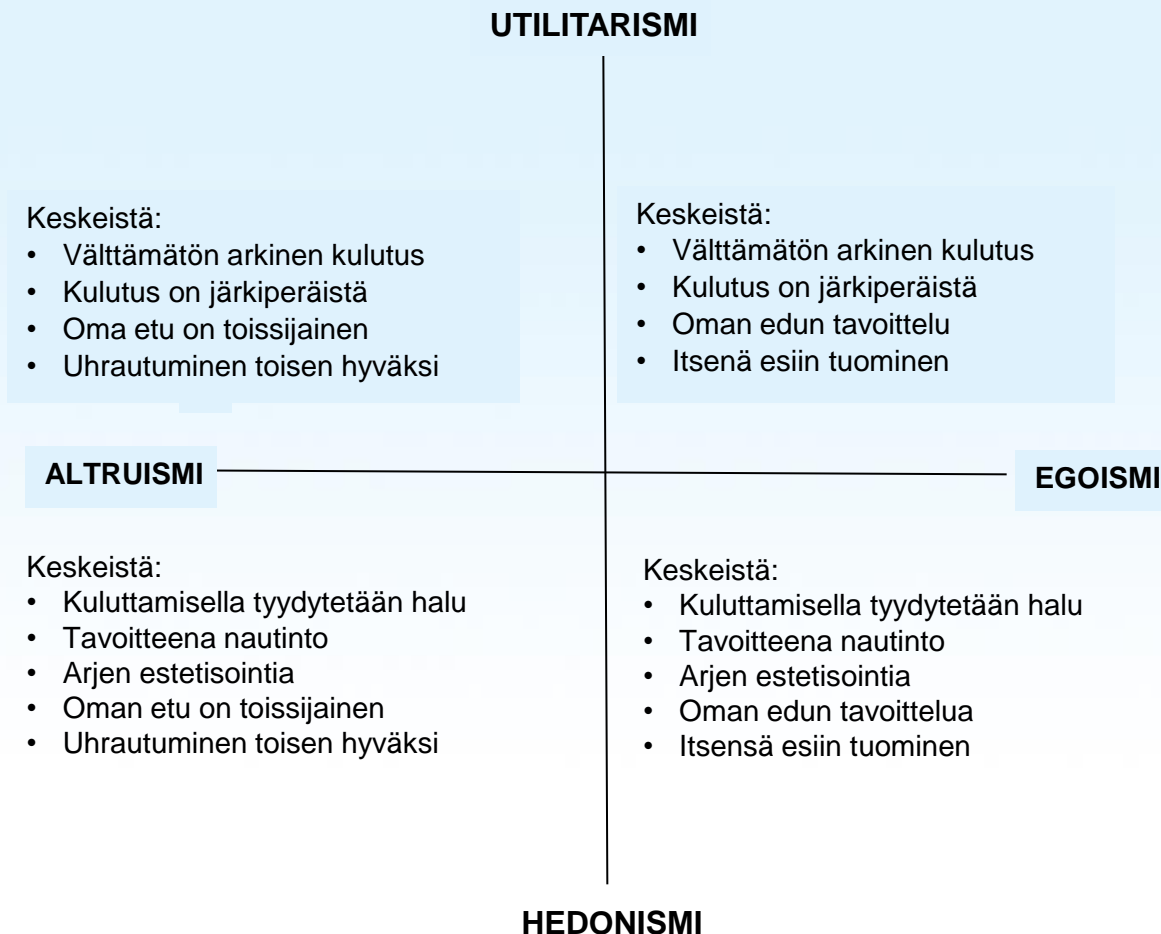 UTILITARISMI
Keskeistä:
• Välttämätön arkinen kulutus
• Kulutus on järkiperäistä
• Oma etu on toissijainen
• Uhrautuminen toisen hyväksi
Keskeistä:
• Välttämätön arkinen kulutus
• Kulutus on järkiperäistä
• Oman edun tavoittelu
• Itsenä esiin tuominen
ALTRUISMI
EGOISMI
Keskeistä:
• Kuluttamisella tyydytetään halu
• Tavoitteena nautinto
• Arjen estetisointia
• Oman etu on toissijainen
• Uhrautuminen toisen hyväksi
Keskeistä:
• Kuluttamisella tyydytetään halu
• Tavoitteena nautinto
• Arjen estetisointia
• Oman edun tavoittelua
• Itsensä esiin tuominen
HEDONISMI